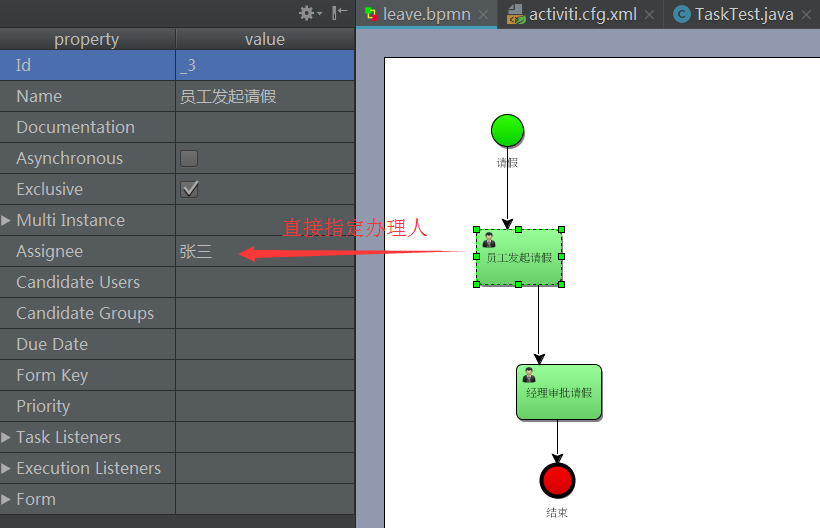 leave.bpmn
activiti.cfg.xml
TaskTest.java
property value
Id _3
Name 员工发起请假
Documentation
Asynchronous
Exclusive
Multi Instance
Assignee 张三
Candidate Users
Candidate Groups
Due Date
Form Key
Priority
Task Listeners
Execution Listeners
Form
直接指定办理人
请假
员工发起请假
经理审批请假
结束